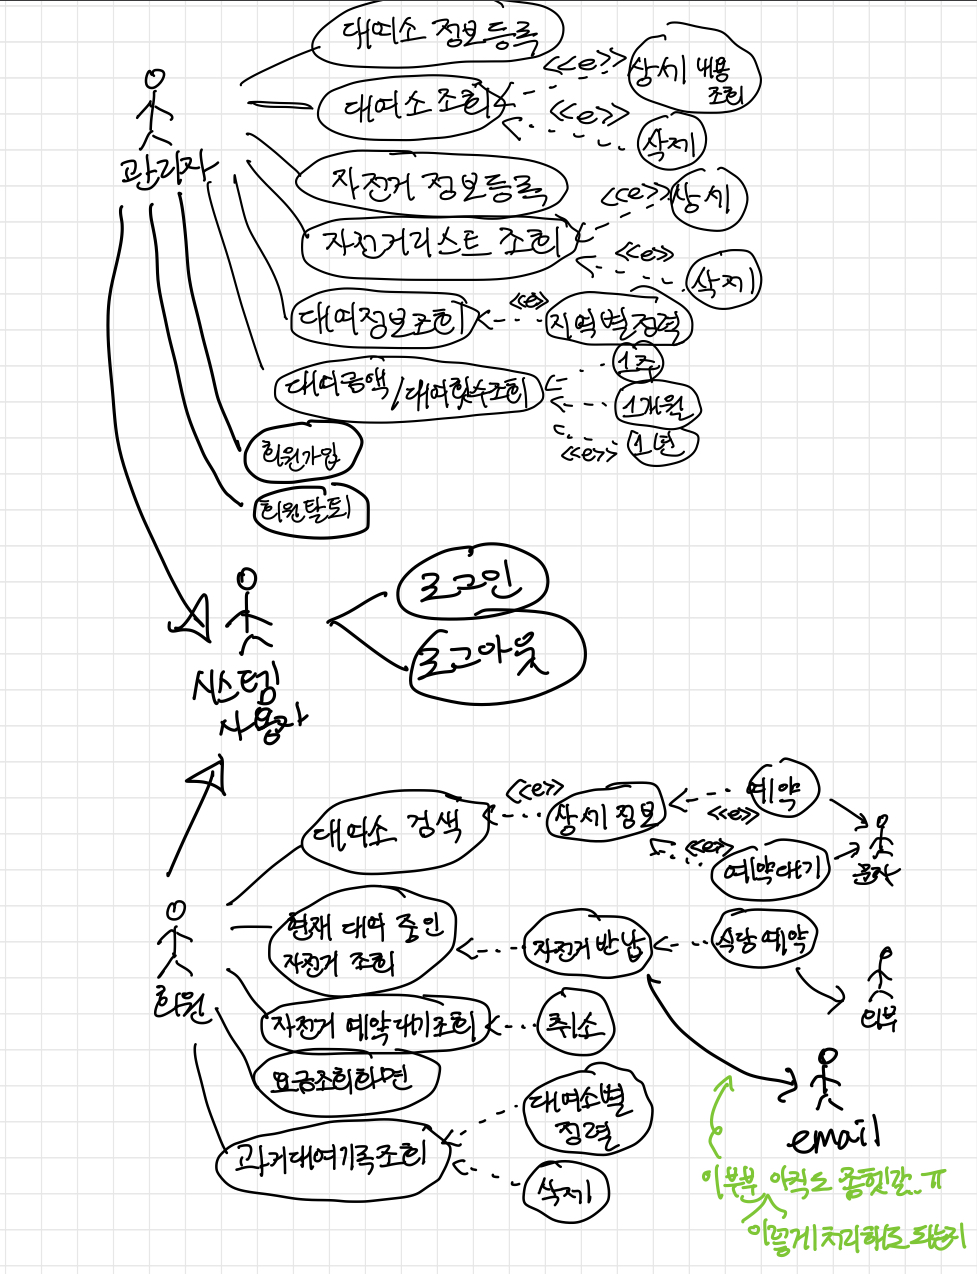 대여소 정보등록
<<e>>
상세 내용
조회
대여소조회
<<e>>
삭제
관리자
자전거 정보등록
<<e>>
상세
자전거리스트 조회
<<e>>
삭제
대여정보조회
<<e>>
지역별정력
1주
대여금액/대여횟수조회
1개월
1년
<<e>>
회원가입
회원탈퇴
로그인
로그아웃
시스템
사용자
<<e>>
예약
대여소 검색
상세 정보
<<e>>
<<e>>
예약대기
문자
현재 대여 중인
자전거 조회
자전거반납
식당예약
회원
외부
자전거 예약대기조회
취소
요금조회화면
email
대여소별
정렬
과거대여기록조회
삭제
이부분 아직도 좀헷갈..ㅠ
이렇게처리해도 되는지